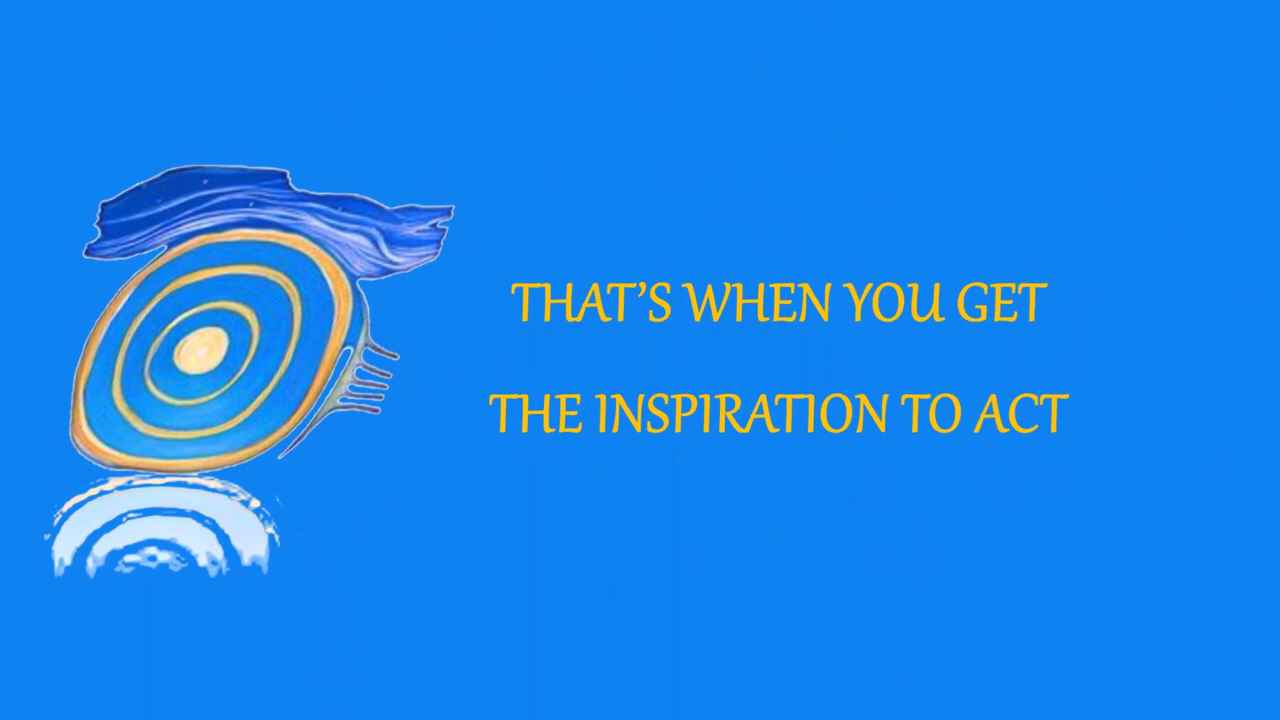 THAT’S WHEN YOU GET
THE INSPIRATION TO ACT